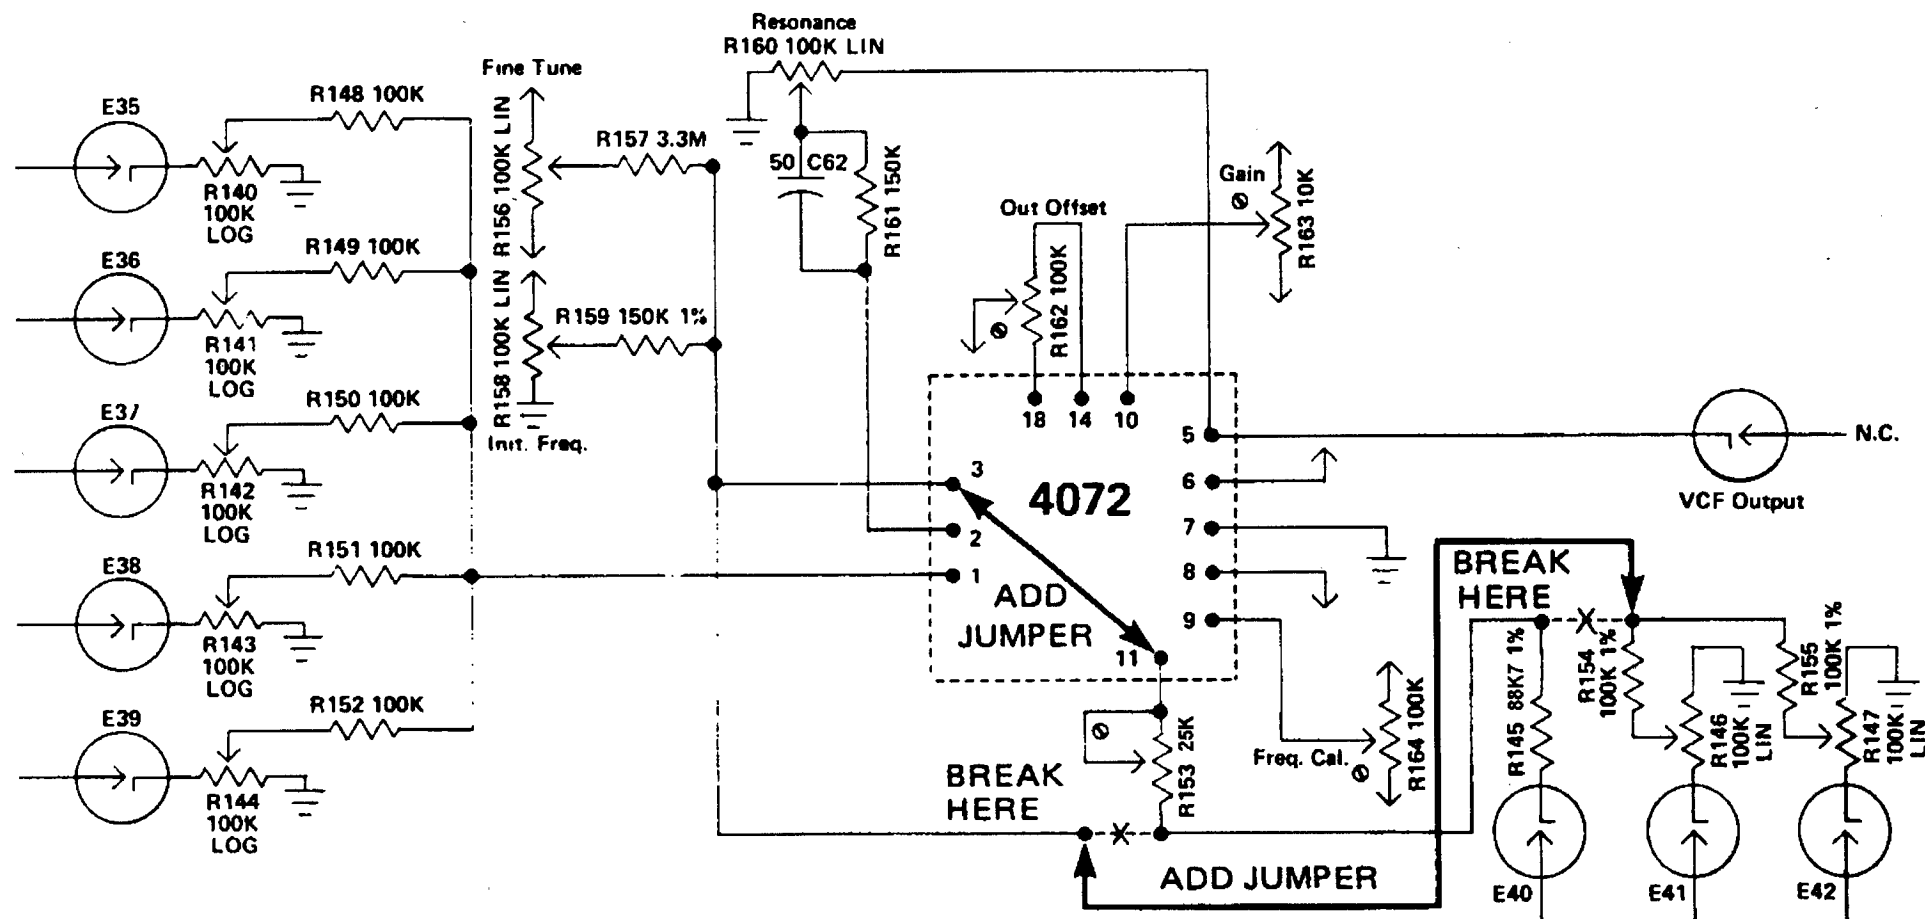 Resonance
R160 100K LIN
Fine Tune
E35
R148 100K
R140
100K
LOG
R156 100K LIN
R157 3.3M
50 C62
R161 150K
Gain
R163 10K
Out Offset
R162 100K
E36
R149 100K
R141
100K
LOG
R158 100K LIN
R159 150K 1%
Init. Freq.
E37
R150 100K
R142
100K
LOG
18 14 10
5
N.C.
VCF Output
3
4072
6
2
7
1
8
9
11
ADD
JUMPER
BREAK
HERE
E38
R151 100K
R143
100K
LOG
E39
R152 100K
R144
100K
LOG
R153 25K
BREAK
HERE
Freq. Cal.
R164 100K
R145 88K7 1%
R154
100K 1%
R146
100K
LIN
R155
100K 1%
R147
100K
LIN
ADD JUMPER
E40
E41
E42